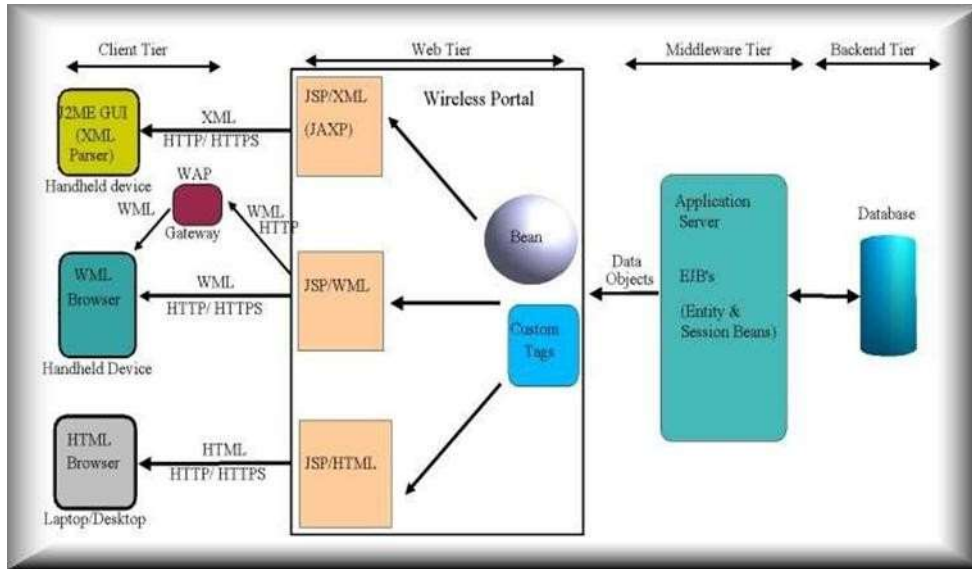 Client Tier
Web Tier
Middleware Tier
Backend Tier
J2ME GUI
(XML
Parser)
Handheld device
XML
HTTP/ HTTPS
JSP/XML
(JAXP)
Wireless Portal
WAP
Gateway
WML
WML
HTTP
Bean
WML
Browser
Handheld Device
WML
HTTP/ HTTPS
JSP/WML
Custom
Tags
Data
Objects
Application
Server
EJB's
(Entity &
Session Beans)
Database
HTML
Browser
Laptop/Desktop
HTML
HTTP/ HTTPS
JSP/HTML